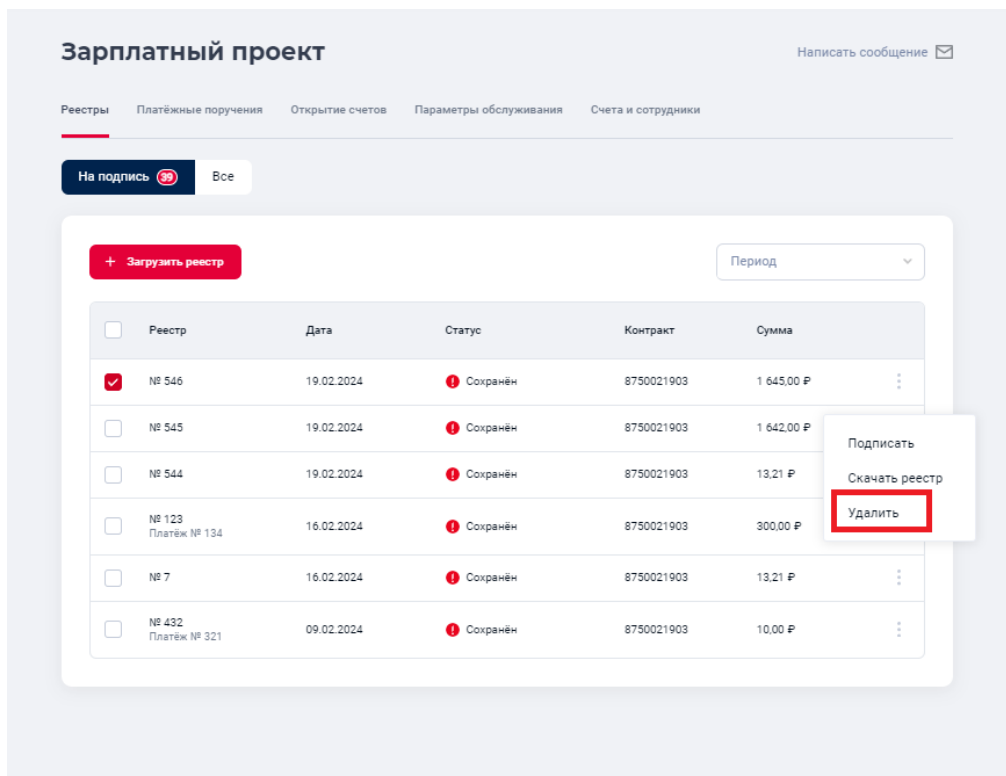 Зарплатный проект
Написать сообщение
Реестры Платёжные поручения Открытие счетов Параметры обслуживания Счета и сотрудники
На подпись 39 Все
+ Загрузить реестр
Период
Реестр Дата Статус Контракт Сумма
№ 546 19.02.2024 Сохранён 8750021903 1 645,00 ₽
№ 545 19.02.2024 Сохранён 8750021903 1 642,00 ₽
Подписать
№ 544 19.02.2024 Сохранён 8750021903 13,21 ₽
Скачать реестр
Удалить
№ 123
Платёж № 134
16.02.2024 Сохранён 8750021903 300,00 ₽
№ 7 16.02.2024 Сохранён 8750021903 13,21 ₽
№ 432
Платёж № 321
09.02.2024 Сохранён 8750021903 10,00 ₽